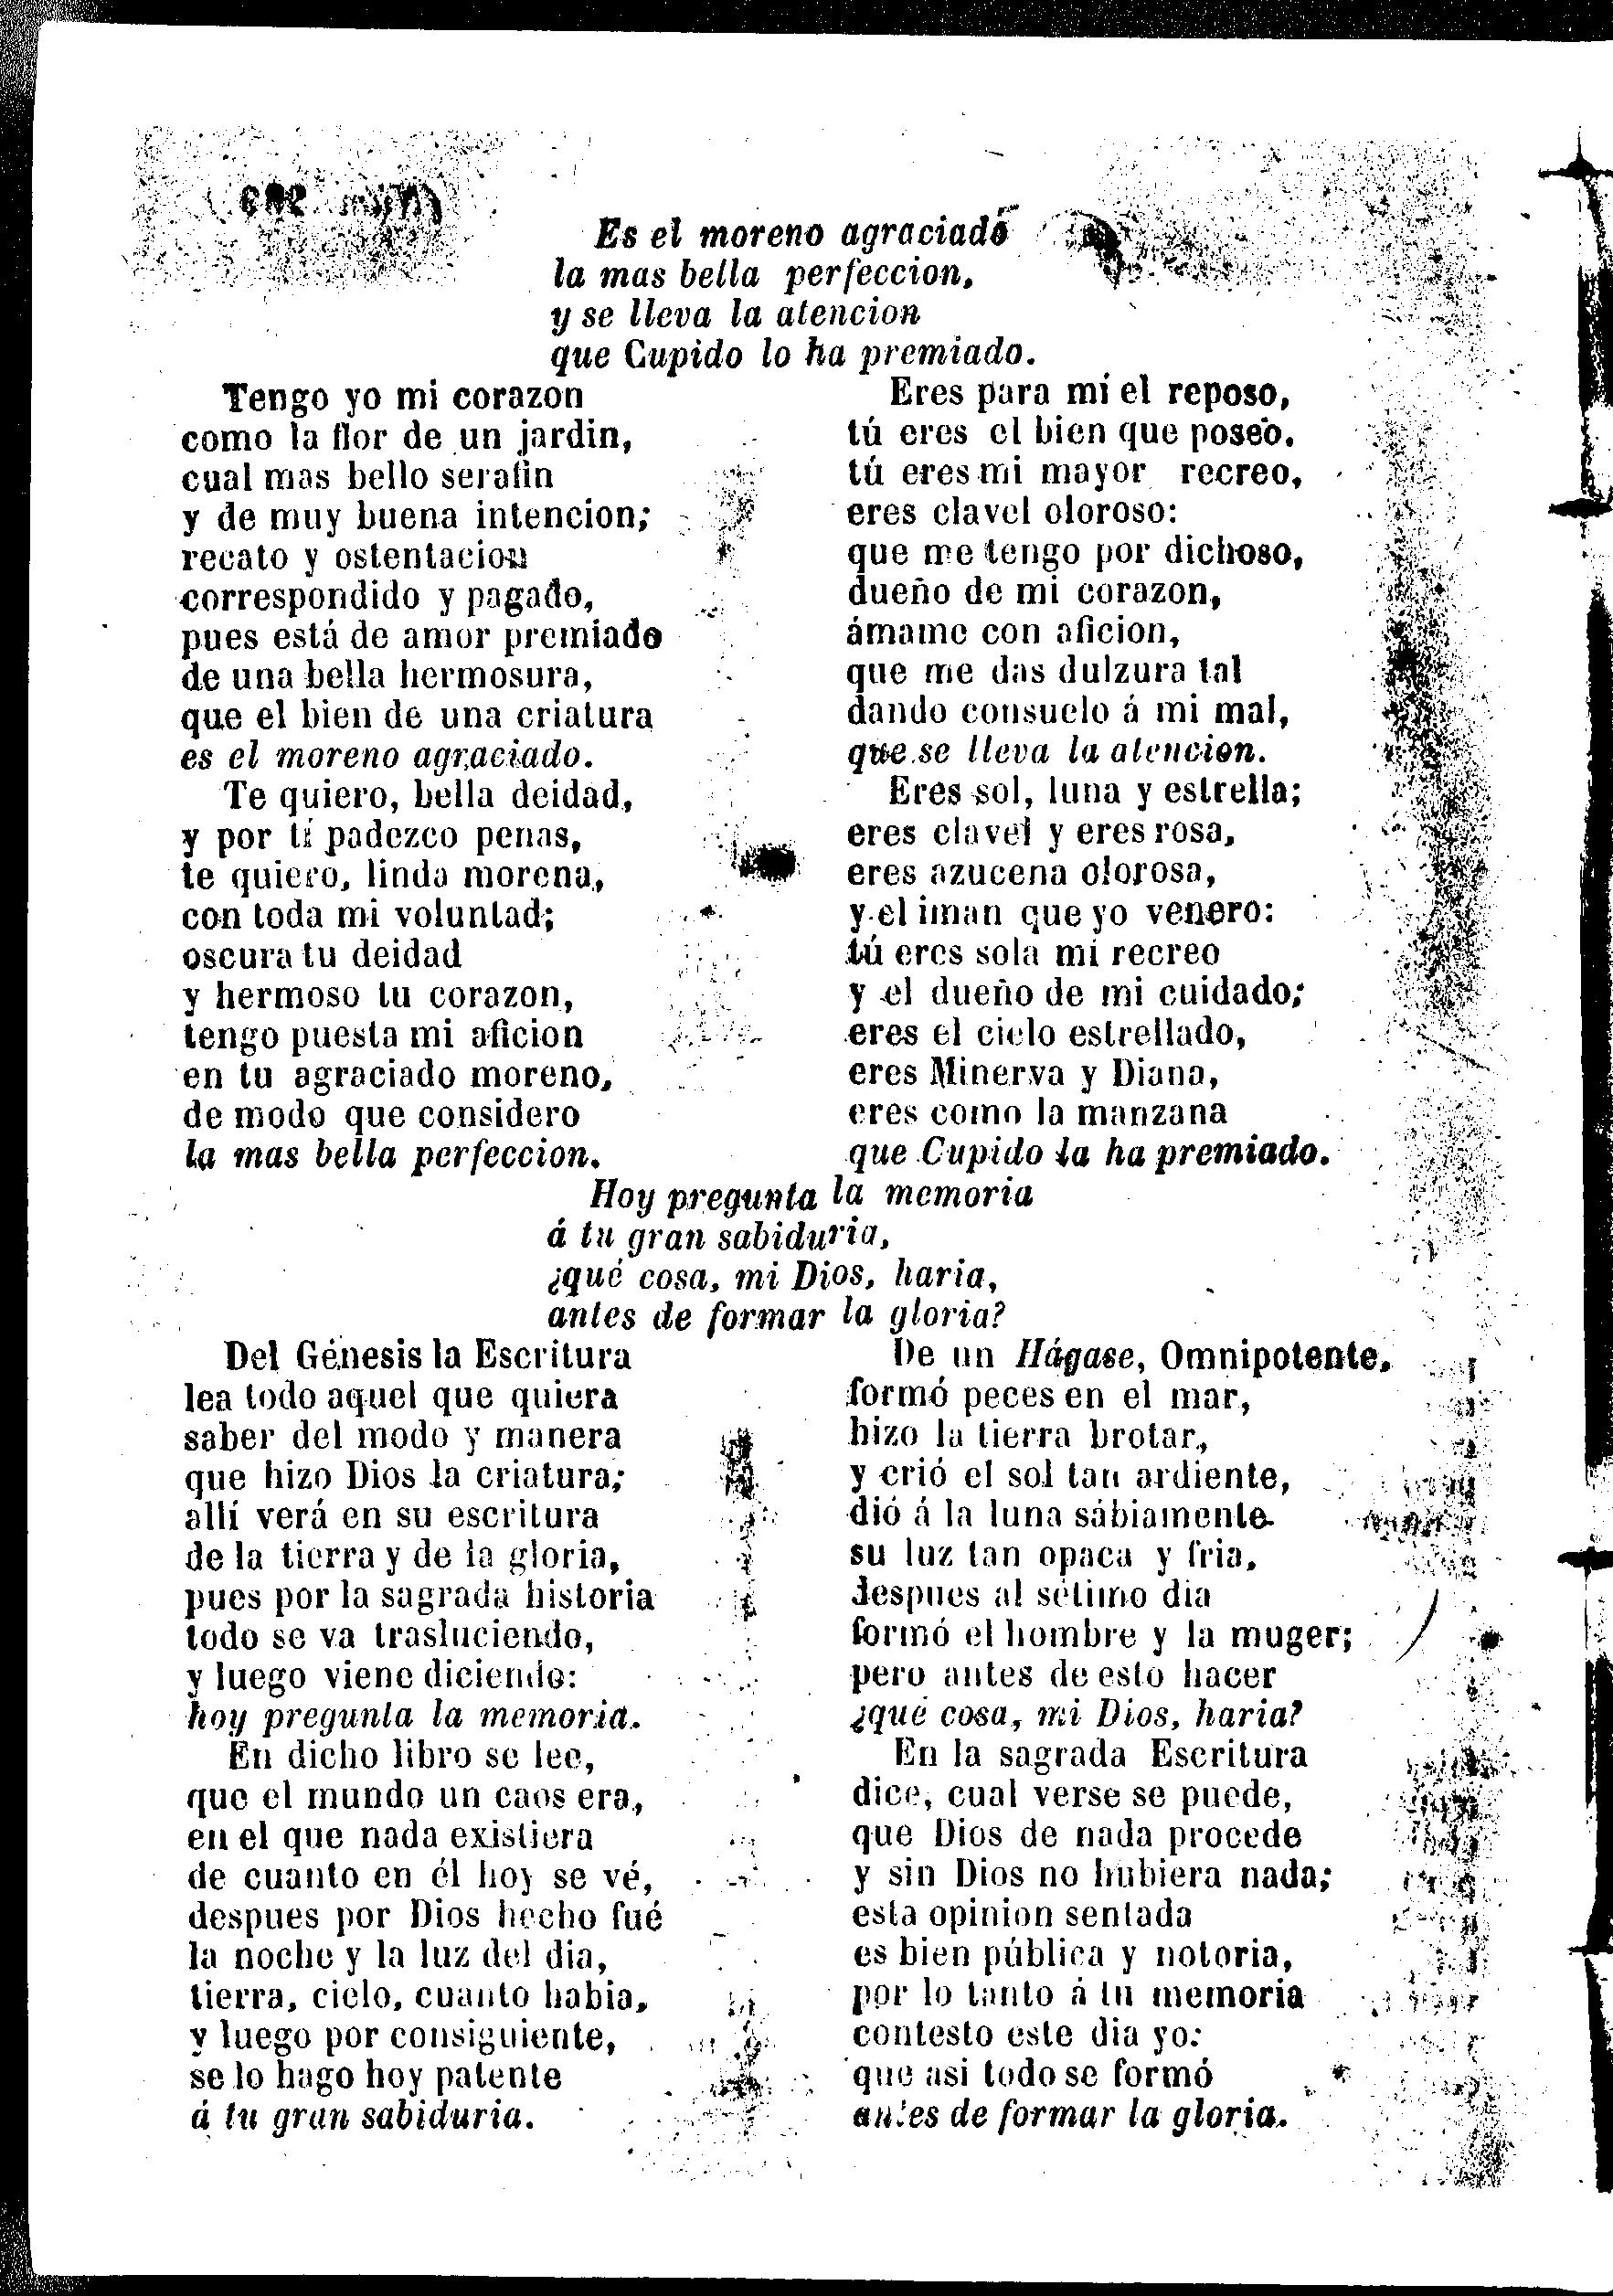 Es el moreno agraciado
la mas bella perfeccion,
y se lleva la atencion
que Cupido lo ha premiado.
Tengo yo mi corazon
como la flor de un jardin,
cual mas bello serafin
y de muy buena intencion;
recato y ostentacion
correspondido y pagado,
pues está de amor premiado
de una bella hermosura,
que el bien de una criatura
es el moreno agraciado.
Te quiero, bella deidad,
y por tí padezco penas,
te quiero, linda morena,
con toda mi voluntad;
oscura tu deidad
y hermoso tu corazon,
tengo puesta mi aficion
en tu agraciado moreno,
de modo que considero
la mas bella perfeccion.
Eres para mí el reposo,
tú eres el bien que poseo,
tú eres mi mayor recreo,
eres clavel oloroso:
que me tengo por dichoso,
dueño de mi corazon,
ámame con aficion,
que me das dulzura tal
dando consuelo á mi mal,
que se lleva la atencion.
Eres sol, luna y estrella;
eres clavel y eres rosa,
eres azucena olorosa,
y el iman que yo venero:
tú eres sola mi recreo
y el dueño de mi cuidado;
eres el cielo estrellado,
eres Minerva y Diana,
eres como la manzana
que Cupido la ha premiado.
Hoy pregunta la memoria
á tu gran sabiduria,
¿qué cosa, mi Dios, haria,
antes de formar la gloria?
Del Génesis la Escritura
lea todo aquel que quiera
saber del modo y manera
que hizo Dios la criatura;
allí verá en su escritura
de la tierra y de la gloria,
pues por la sagrada historia
todo se va trasluciendo,
y luego viene diciendo:
hoy pregunta la memoria.
En dicho libro se lee,
que el mundo un caos era,
en el que nada existiera
de cuanto en él hoy se vé,
despues por Dios hecho fué
la noche y la luz del dia,
tierra, cielo, cuanto habia,
y luego por consiguiente,
se lo hago hoy patente
á tu gran sabiduria.
De un Hágase, Omnipotente,
formó peces en el mar,
hizo la tierra brotar,
y crió el sol tan ardiente,
dió á la luna sábiamente
su luz tan opaca y fria,
despues al sétimo dia
formó el hombre y la muger;
pero antes de esto hacer
¿qué cosa, mi Dios, haria?
En la sagrada Escritura
dice, cual verse se puede,
que Dios de nada procede
y sin Dios no hubiera nada;
esta opinion sentada
es bien pública y notoria,
por lo tanto á tu memoria
contesto este dia yo:
que asi todo se formó
antes de formar la gloria.